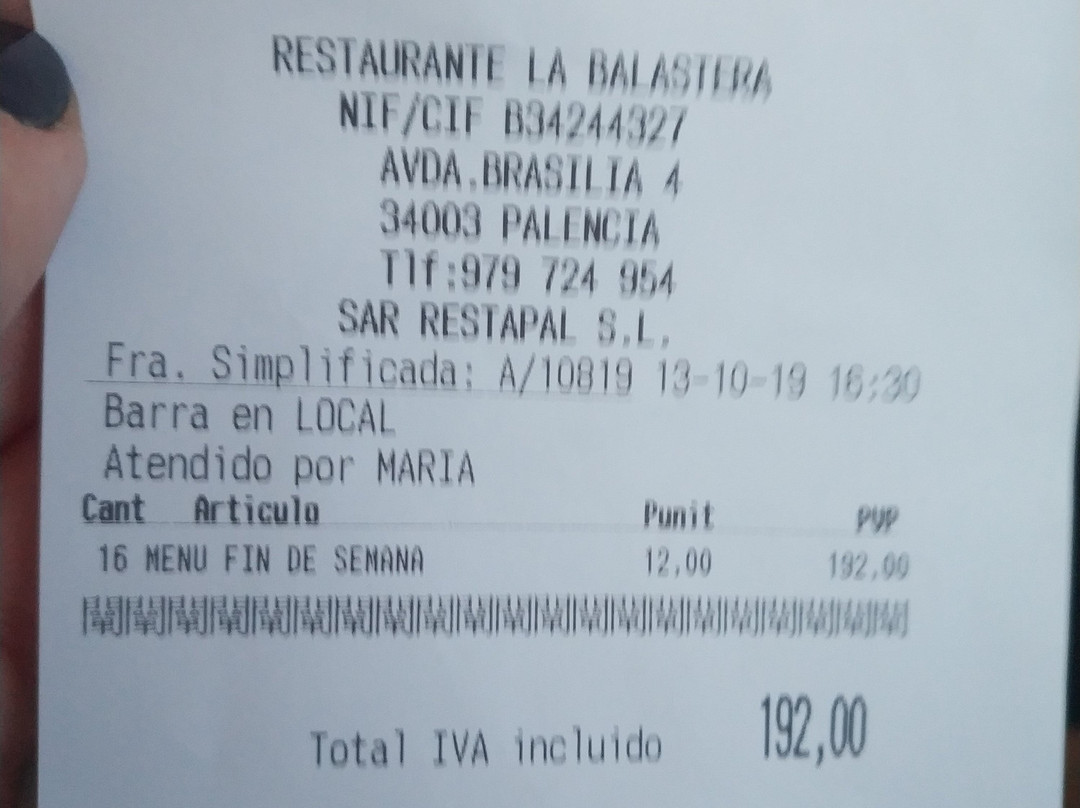 RESTAURANTE LA BALASTERA
NIF/CIF B34244327
AVDA.BRASILIA 4
34003 PALENCIA
Tlf:979 724 954
SAR RESTAPAL S.L.
Fra. Simplificada: A/10819 13-10-19 16:30
Barra en LOCAL
Atendido por MARIA
Cant Articulo Punit PVP
16 MENU FIN DE SEMANA 12,00 192,00
Total IVA incluido 192,00